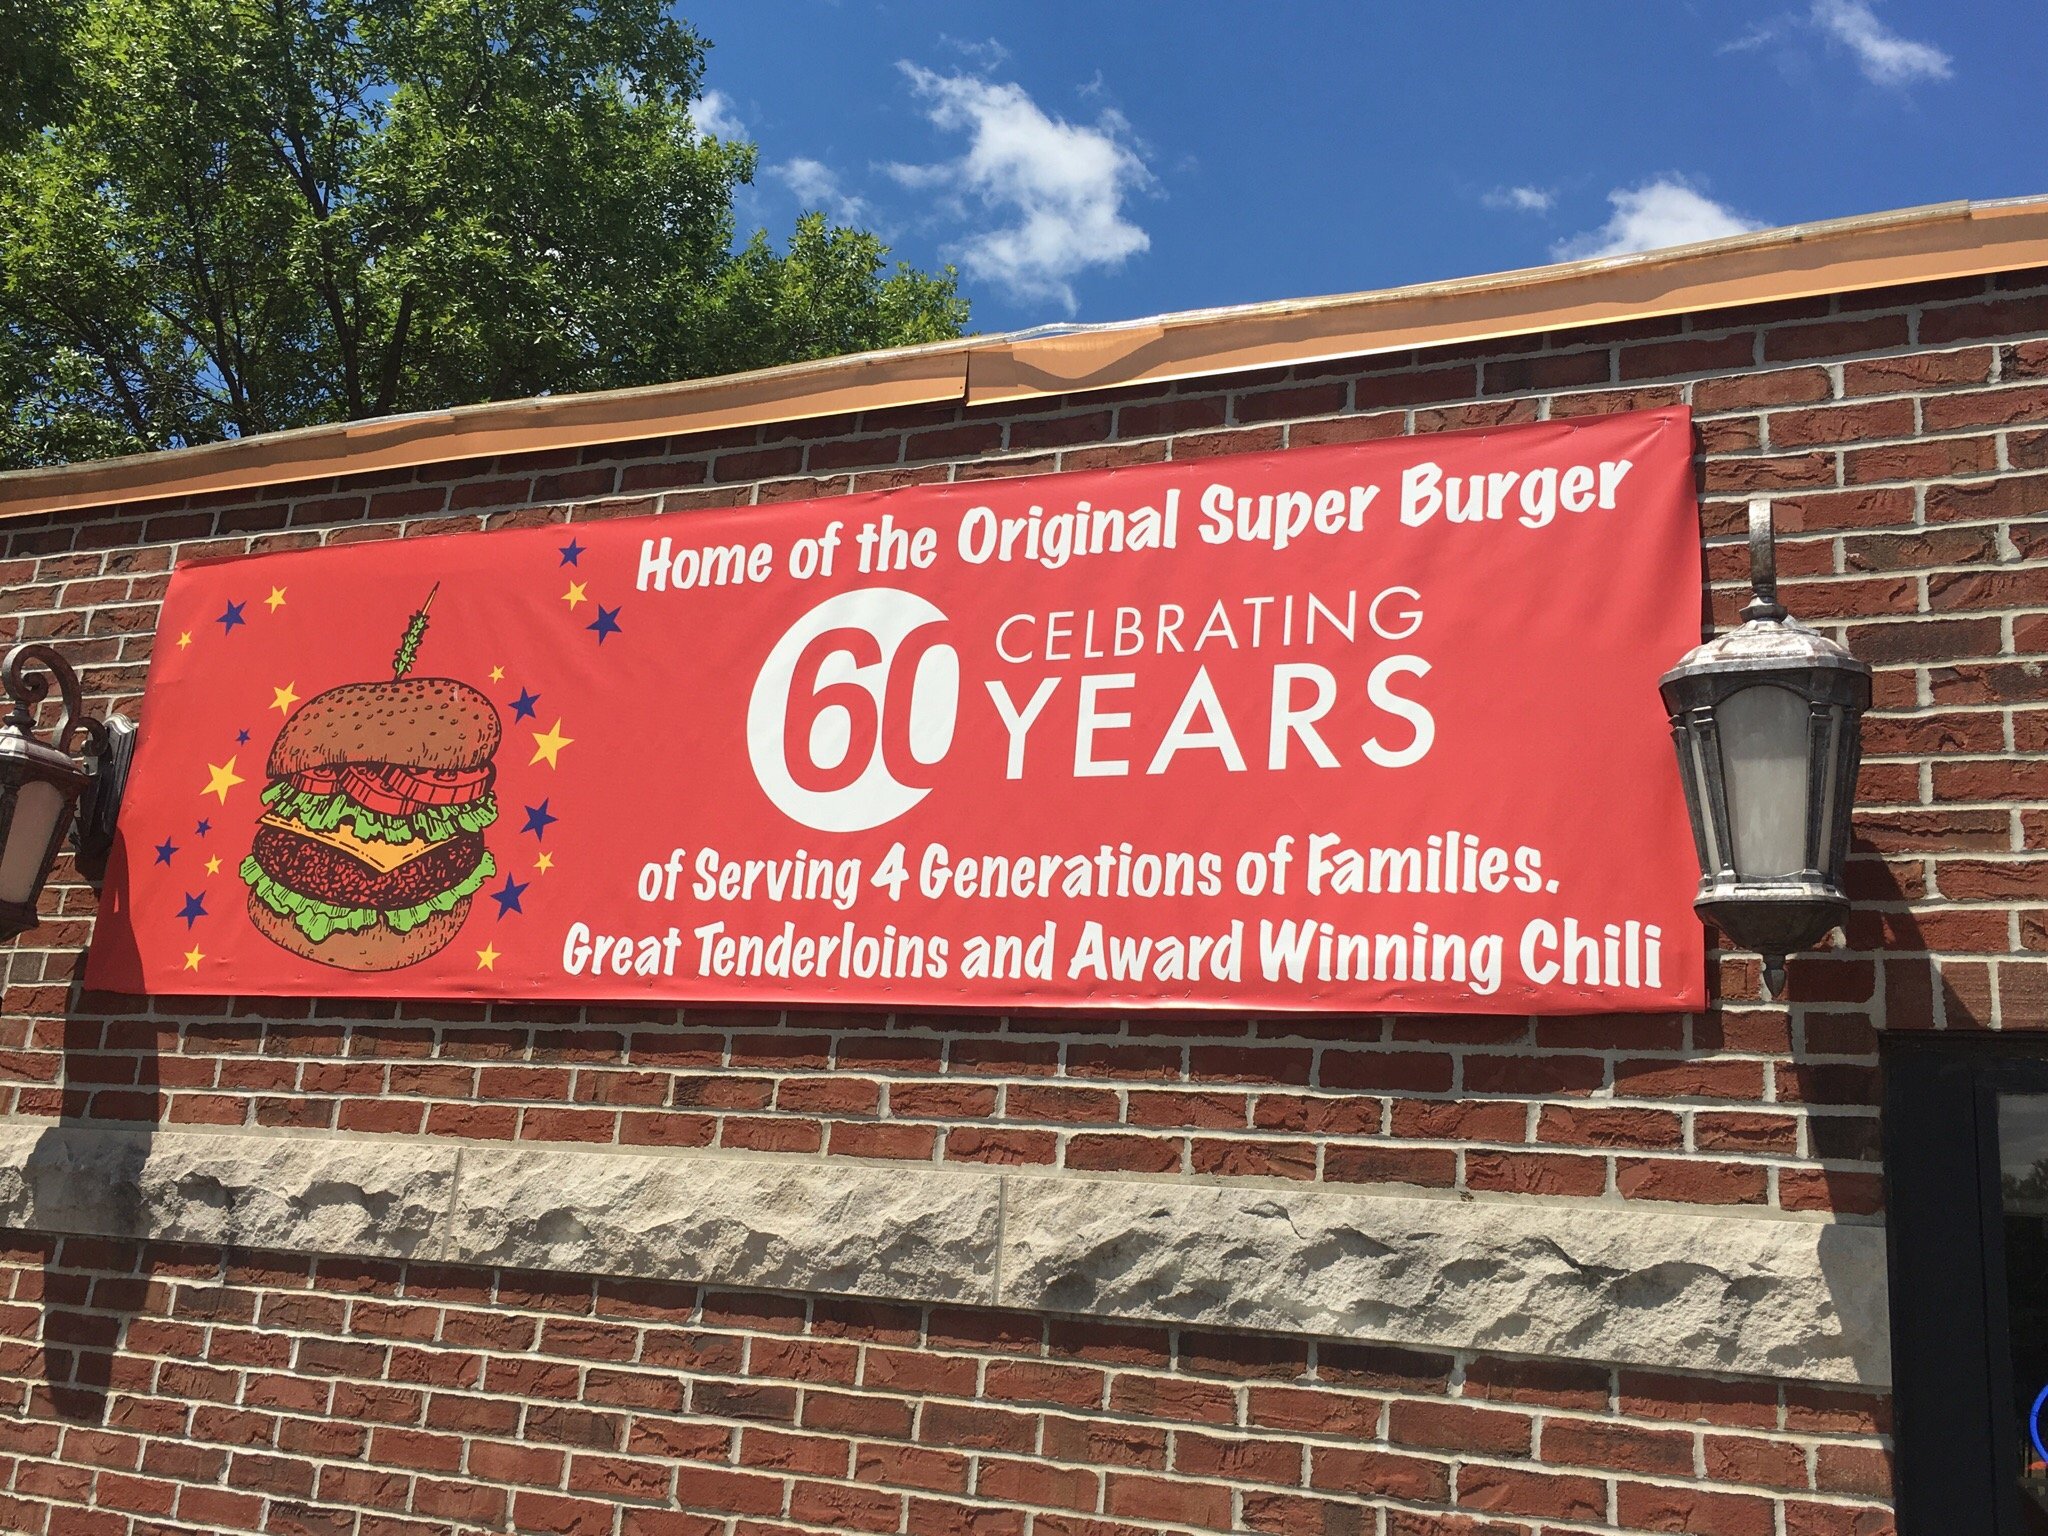 Home of the Original Super Burger
60 CELBRATING
YEARS
of Serving 4 Generations of Families.
Great Tenderloins and Award Winning Chili